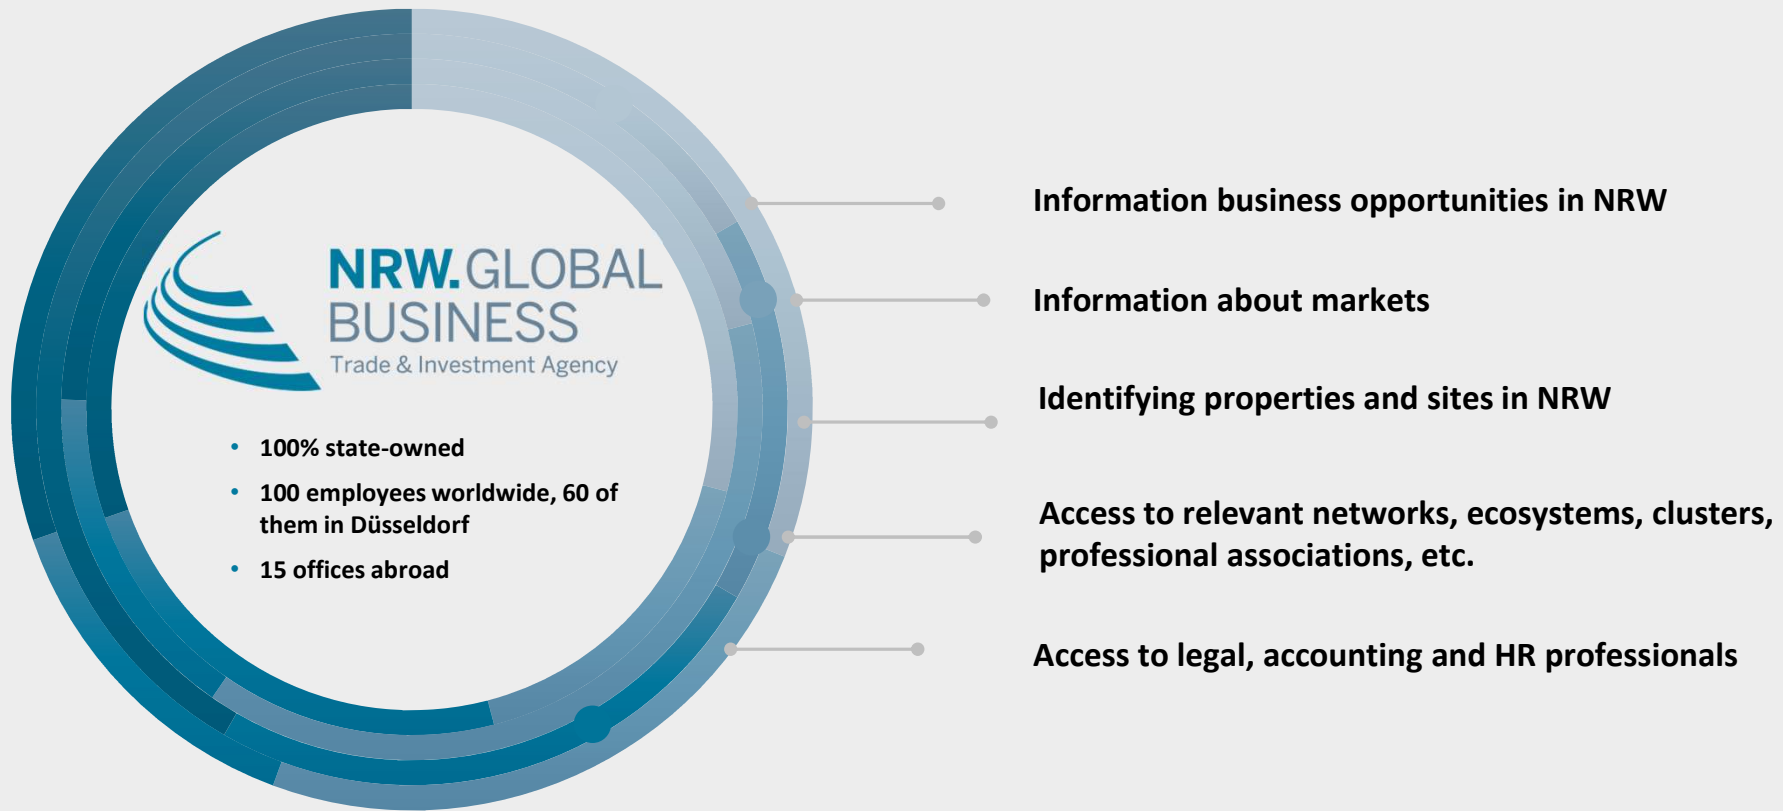 NRW.GLOBAL
BUSINESS
Trade & Investment Agency
• 100% state-owned
• 100 employees worldwide, 60 of
them in Düsseldorf
• 15 offices abroad
Information business opportunities in NRW
Information about markets
Identifying properties and sites in NRW
Access to relevant networks, ecosystems, clusters,
professional associations, etc.
Access to legal, accounting and HR professionals